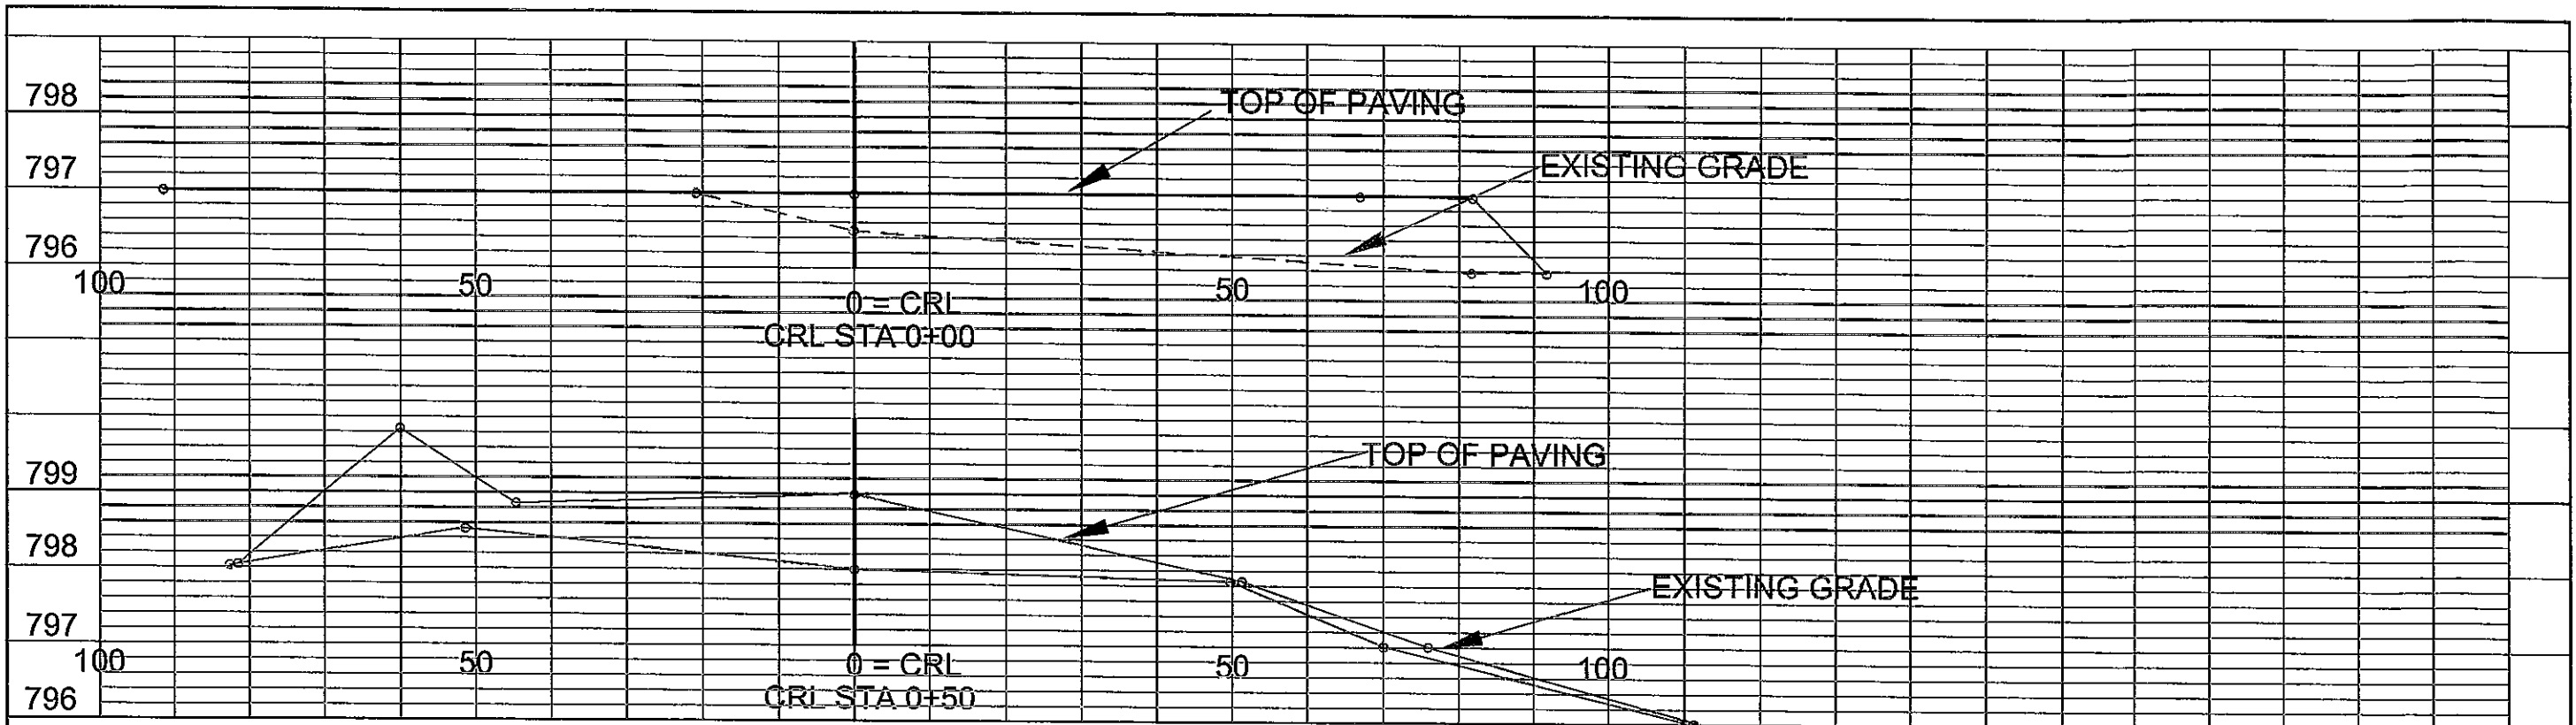 798
TOP OF PAVING
797
EXISTING GRADE
796
100
50
0 = CRL
50
100
CRL STA 0+00
799
TOP OF PAVING
798
EXISTING GRADE
797
100
50
0 = CRL
50
100
796
CRL STA 0+50